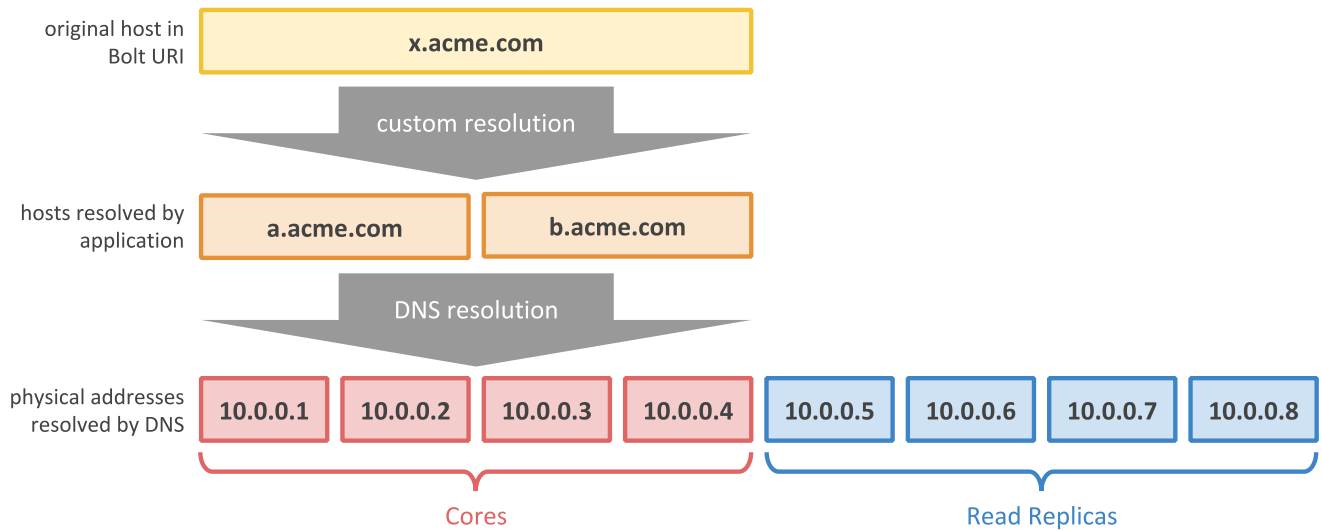 original host in
Bolt URI
x.acme.com
custom resolution
hosts resolved by
application
a.acme.com
b.acme.com
DNS resolution
physical addresses
resolved by DNS
10.0.0.1
10.0.0.2
10.0.0.3
10.0.0.4
10.0.0.5
10.0.0.6
10.0.0.7
10.0.0.8
Cores
Read Replicas